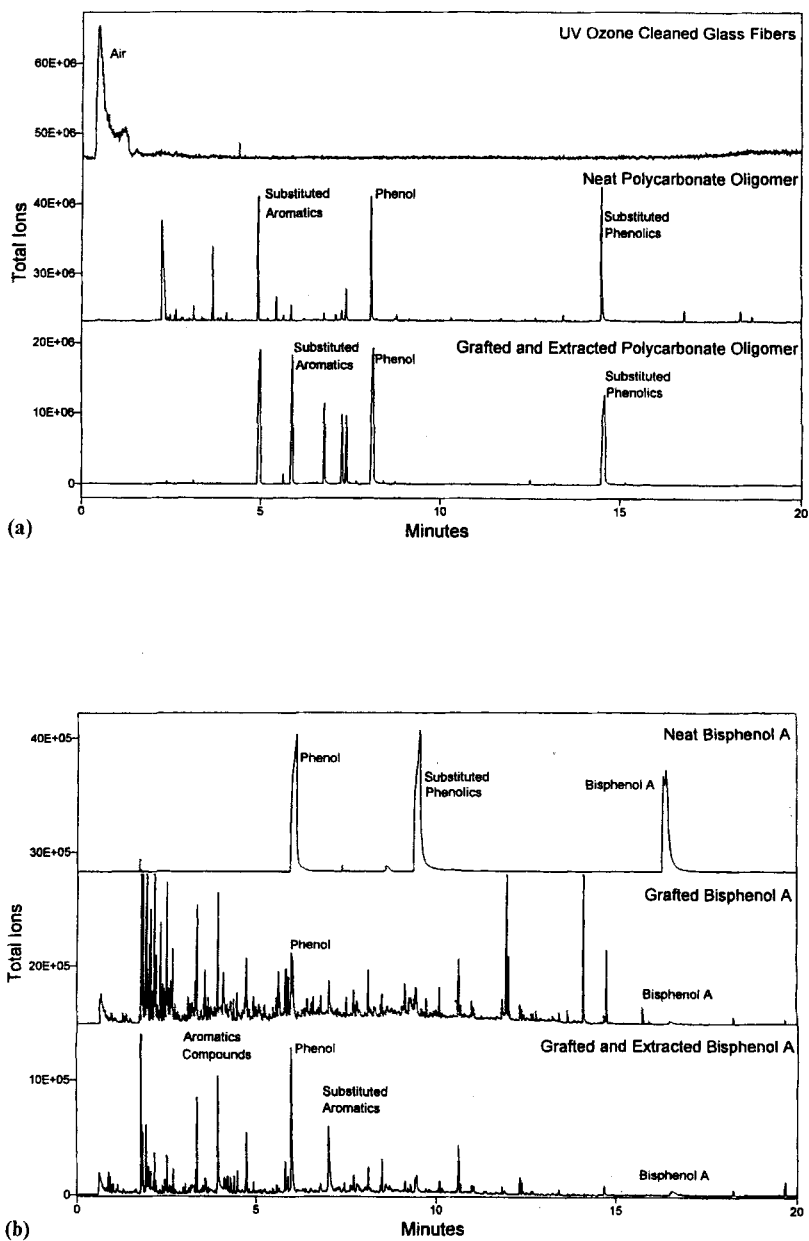 UV Ozone Cleaned Glass Fibers
Air
60E+06
50E+06
Neat Polycarbonate Oligomer
Substituted
Aromatics
Phenol
Substituted
Phenolics
40E+06
30E+06
Total Ions
Grafted and Extracted Polycarbonate Oligomer
20E+06
Substituted
Aromatics
Phenol
Substituted
Phenolics
10E+06
0
0
5
10
15
20
(a)
Minutes
Neat Bisphenol A
40E+05
Phenol
Substituted
Phenolics
Bisphenol A
30E+05
Grafted Bisphenol A
Total Ions
Phenol
20E+05
Bisphenol A
Aromatics
Compounds
Phenol
Grafted and Extracted Bisphenol A
10E+05
Substituted
Aromatics
Bisphenol A
0
0
5
10
15
20
(b)
Minutes